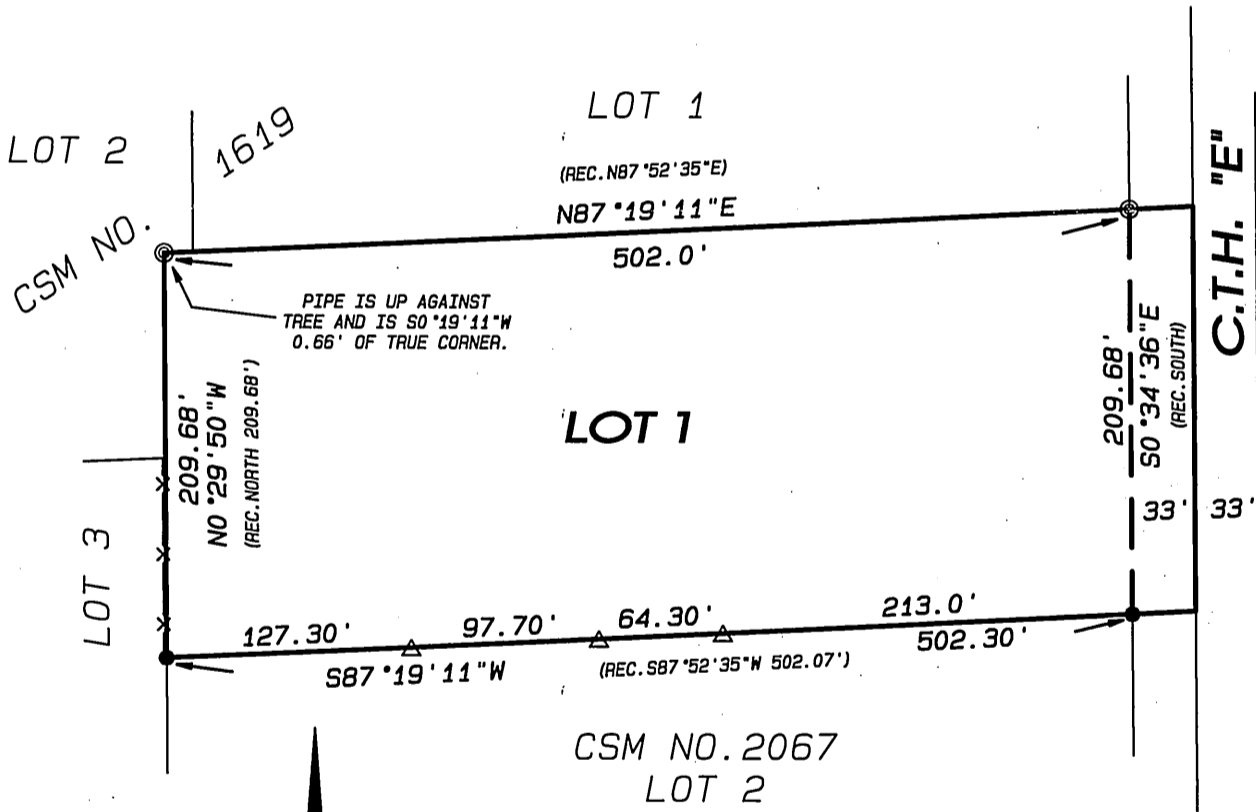 LOT 2
1619
CSM NO.
LOT 1
(REC.N87°52'35"E)
N87°19'11"E
502.0'
C.T.H. "E"
PIPE IS UP AGAINST
TREE AND IS S0°19'11"W
0.66' OF TRUE CORNER.
209.68'
N0°29'50"W
(REC.NORTH 209.68')
LOT 1
209.68'
S0°34'36"E
(REC.SOUTH)
33' 33'
LOT 3
127.30' 97.70' 64.30' 213.0'
502.30'
S87°19'11"W
(REC.S87°52'35"W 502.07')
CSM NO.2067
LOT 2